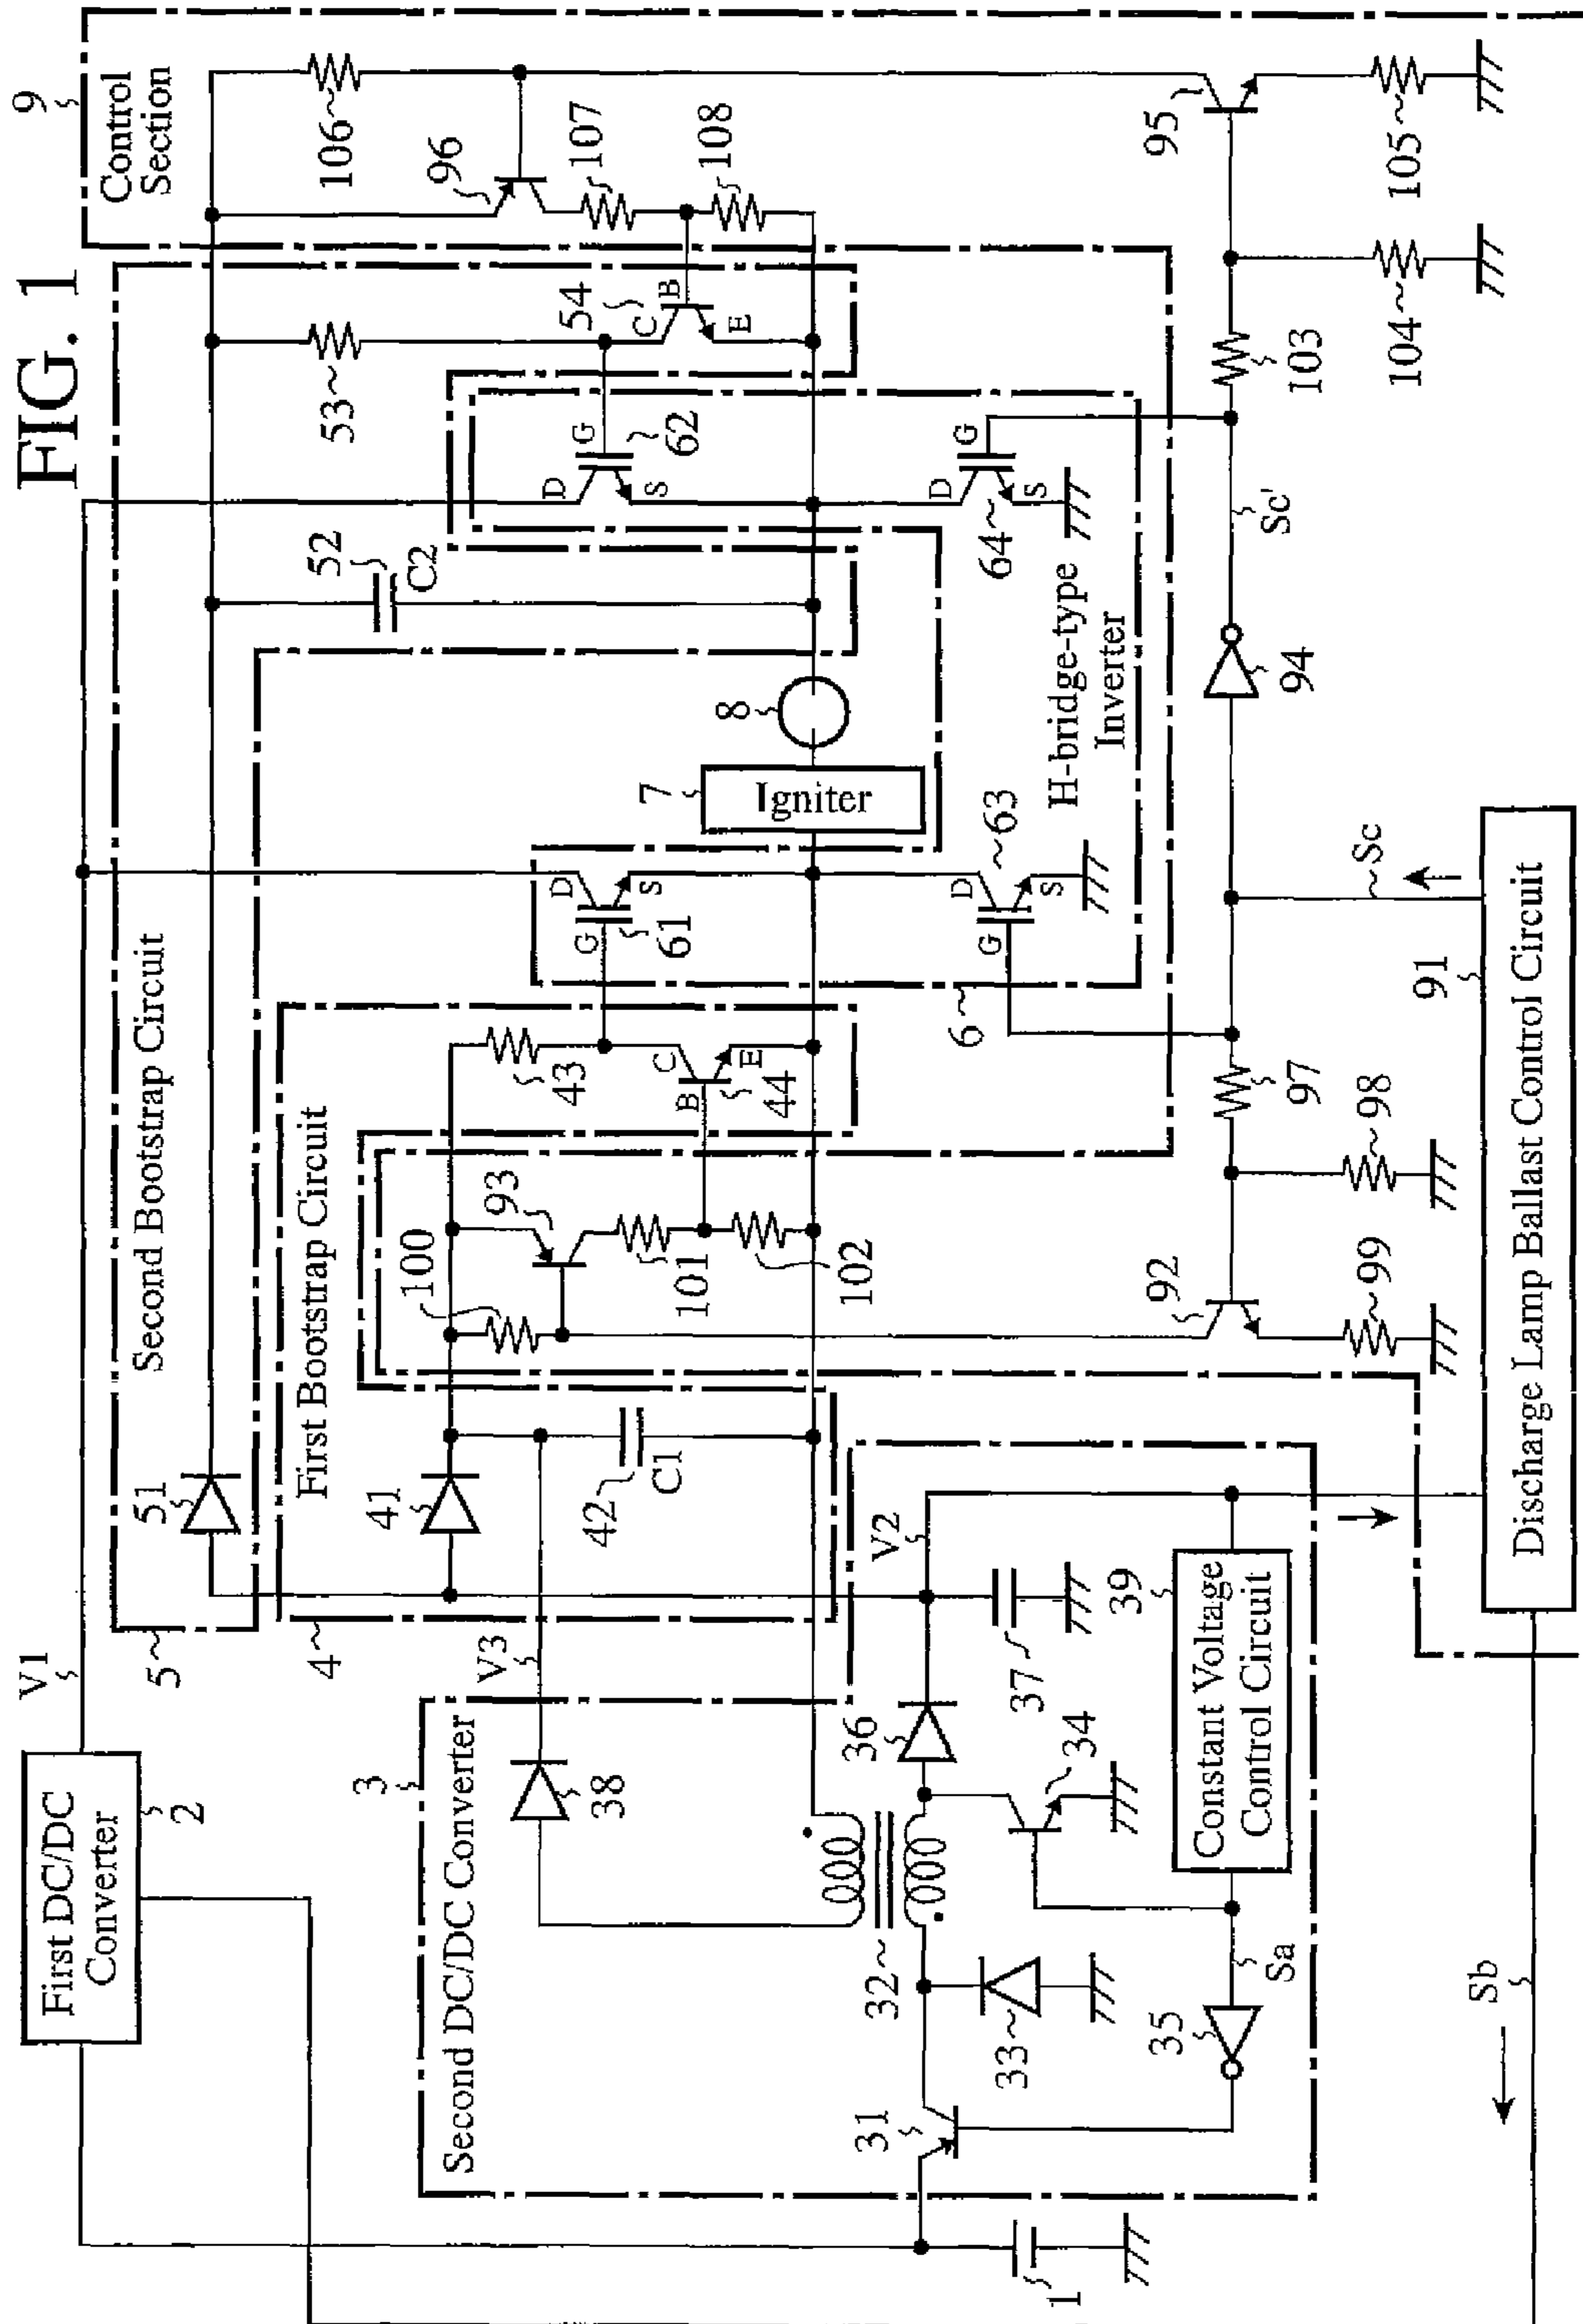 FIG. 1
First DC/DC
Converter
2
V1
5
51
Second Bootstrap Circuit
52
C2
53
54
C
B
E
9
Control
Section
106
96
107
108
3
Second DC/DC Converter
38
V3
4
First Bootstrap Circuit
41
42
C1
100
93
101
102
43
44
B
C
E
61
G
D
S
7
Igniter
8
62
G
D
S
31
32
33
34
35
36
37
V2
39
Constant Voltage
Control Circuit
Sa
6
63
G
D
S
H-bridge-type
Inverter
64
G
D
S
92
97
98
99
94
Sc
Sc'
103
104
95
105
1
Sb
91
Discharge Lamp Ballast Control Circuit